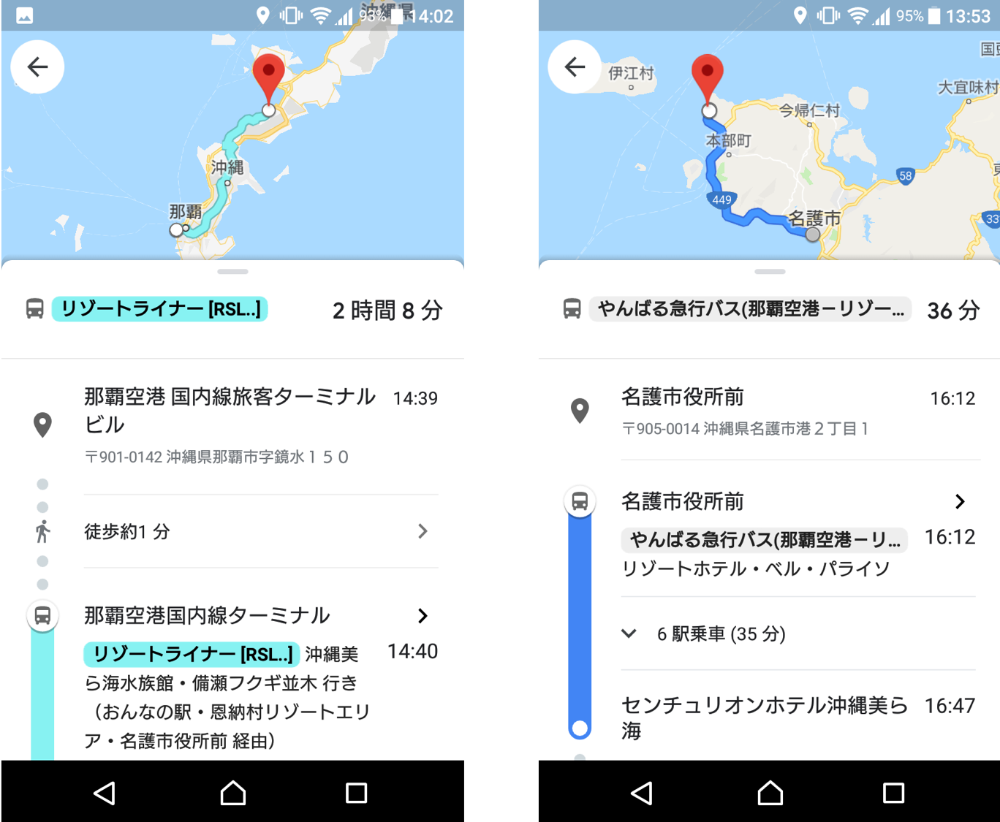 93% 14:02
沖縄県
沖縄
那覇
リゾートライナー [RSL..] 2 時間 8 分
那覇空港 国内線旅客ターミナル 14:39
ビル
〒901-0142 沖縄県那覇市字鏡水１５０
徒歩約1 分
那覇空港国内線ターミナル
リゾートライナー [RSL..] 沖縄美 14:40
ら海水族館・備瀬フクギ並木 行き
（おんなの駅・恩納村リゾートエリ
ア・名護市役所前 経由）
95% 13:53
国
伊江村
大宜味村
今帰仁村
本部町
58
449
名護市
33
やんばる急行バス(那覇空港－リゾー... 36 分
名護市役所前 16:12
〒905-0014 沖縄県名護市港２丁目１
名護市役所前
やんばる急行バス(那覇空港－リ... 16:12
リゾートホテル・ベル・パライソ
6 駅乗車 (35 分)
センチュリオンホテル沖縄美ら 16:47
海